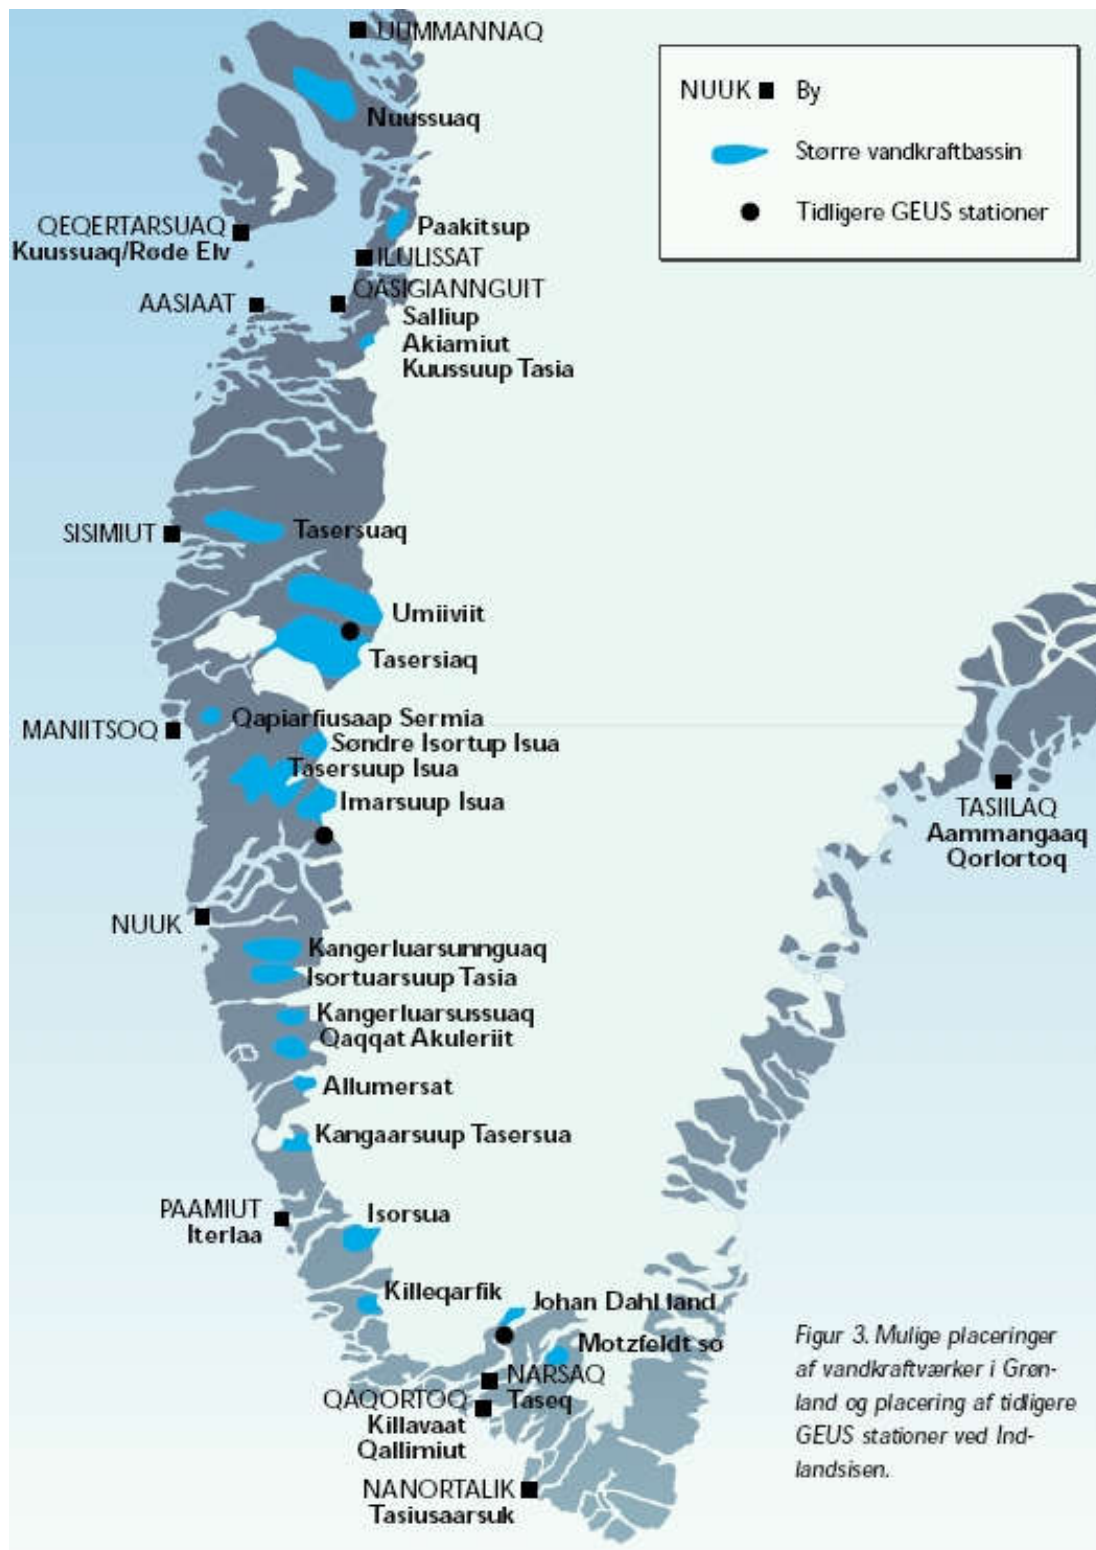 UUMMANNAQ
Nuussuaq
NUUK By
Større vandkraftbassin
Tidligere GEUS stationer
QEQERTARSUAQ
Kuussuaq/Røde Elv
Paakitsup
ILULISSAT
QASIGIANNGUIT
AASIAAT
Salliup
Akiamiut
Kuussuup Tasia
SISIMIUT
Tasersuaq
Umiiviit
Tasersiaq
MANIITSOQ
Qapiarfiusaap Sermia
Søndre Isortup Isua
Tasersuup Isua
Imarsuup Isua
TASIILAQ
Aammangaaq
Qorlortoq
NUUK
Kangerluarsunnguaq
Isortuarsuup Tasia
Kangerluarsussuaq
Qaqqat Akuleriit
Allumersat
Kangaarsuup Tasersua
PAAMIUT
Iterlaa
Isorsua
Killeqarfik
Johan Dahl land
Motzfeldt sø
NARSAQ
Taseq
QAQORTOQ
Killavaat
Qallimiut
NANORTALIK
Tasiusaarsuk
Figur 3. Mulige placeringer
af vandkraftværker i Grøn-
land og placering af tidligere
GEUS stationer ved Ind-
landsisen.